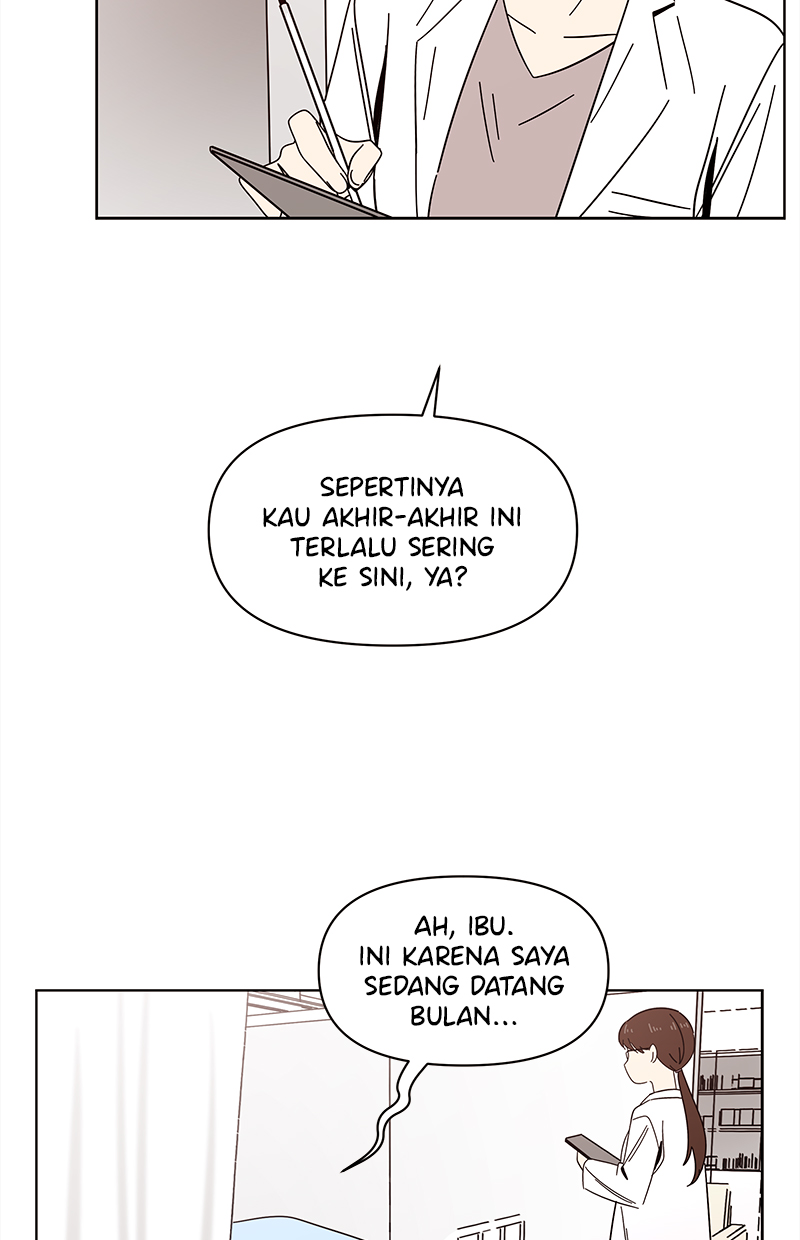 SEPERTINYA
KAU AKHIR-AKHIR INI
TERLALU SERING
KE SINI, YA?
AH, IBU.
INI KARENA SAYA
SEDANG DATANG
BULAN...